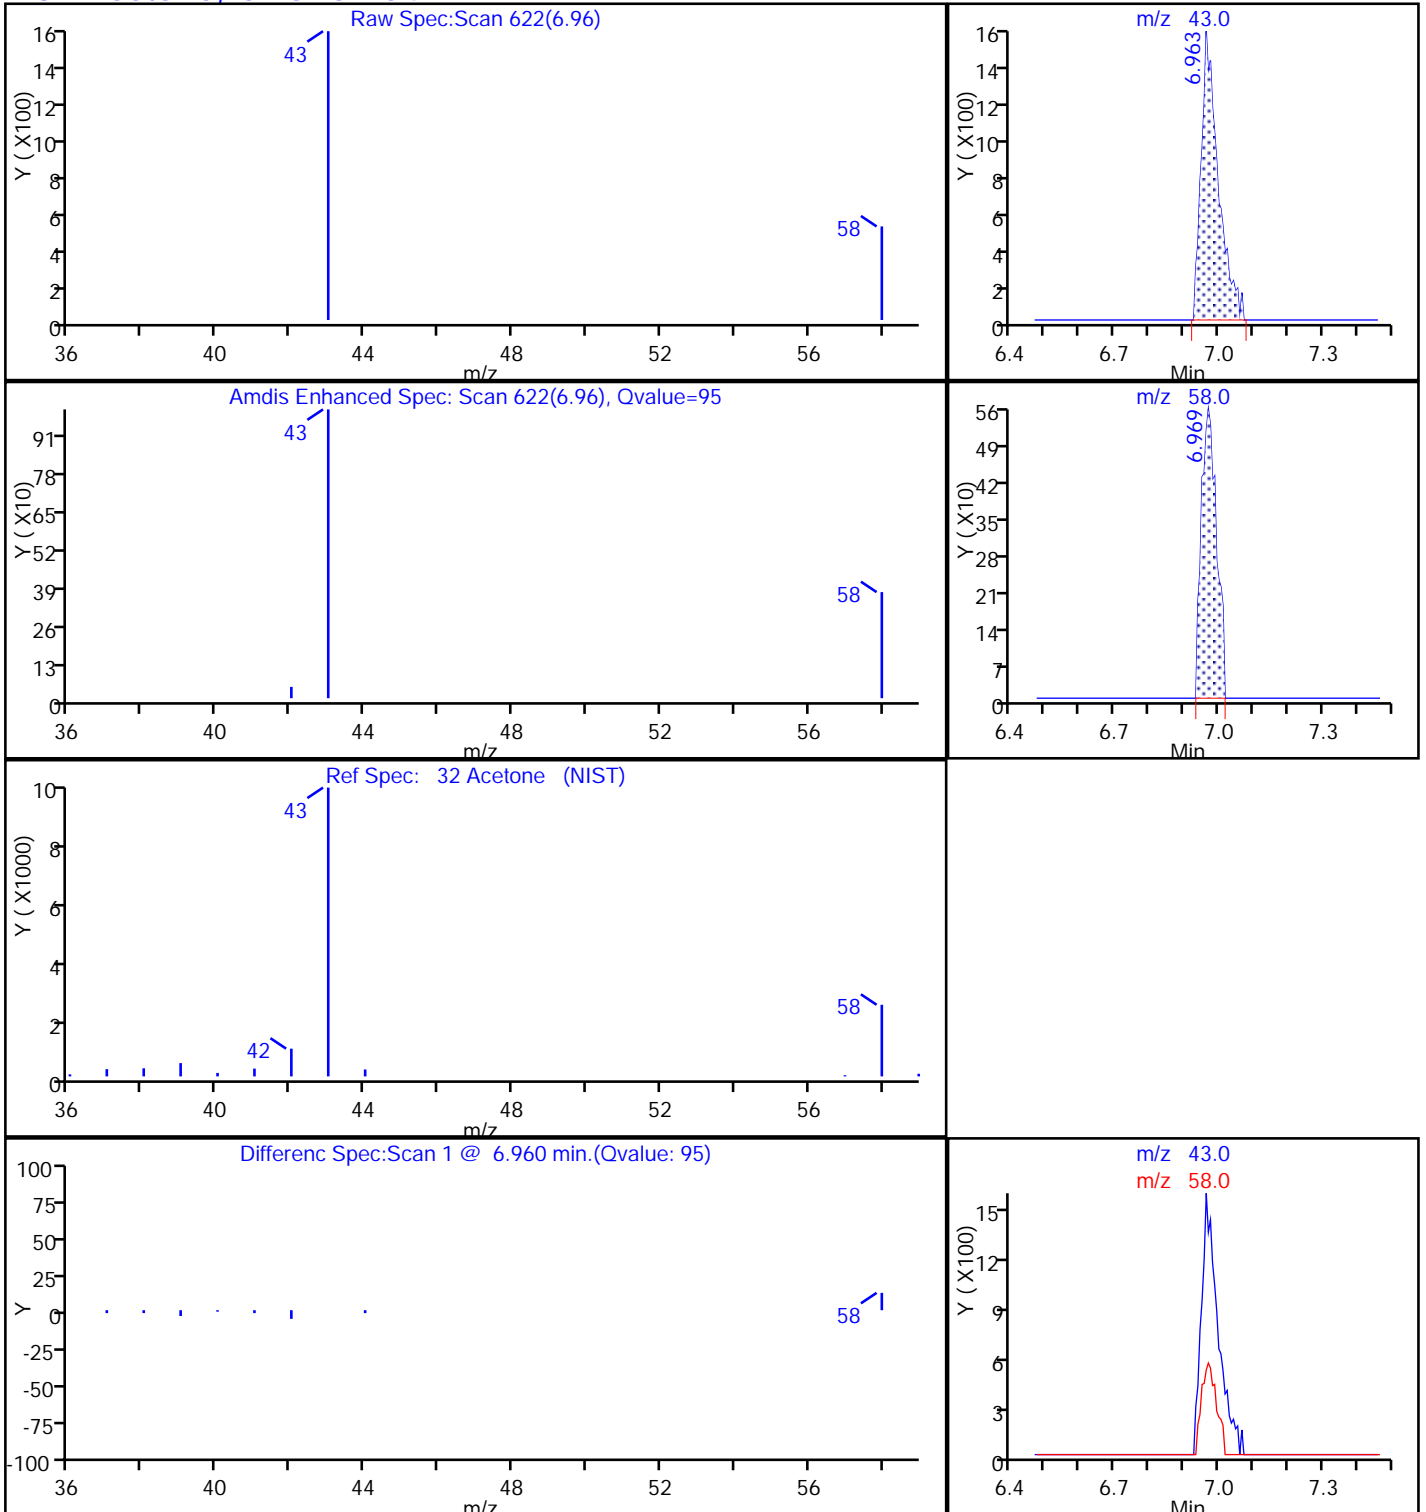 Raw Spec:Scan 622(6.96)
16
14
12
10
8
6
4
2
0
Y ( X100)
43
58
36 40 44 48 52 56
m/z
m/z 43.0
16
14
12
10
8
6
4
2
0
Y ( X100)
6.963
6.4 6.7 7.0 7.3
Min
Amdis Enhanced Spec: Scan 622(6.96), Qvalue=95
91
78
65
52
39
26
13
0
Y ( X10)
43
58
36 40 44 48 52 56
m/z
m/z 58.0
56
49
42
35
28
21
14
7
0
Y ( X10)
6.969
6.4 6.7 7.0 7.3
Min
Ref Spec: 32 Acetone (NIST)
10
8
6
4
2
0
Y ( X1000)
43
42
58
36 40 44 48 52 56
m/z
Differenc Spec:Scan 1 @ 6.960 min.(Qvalue: 95)
100
75
50
25
0
-25
-50
-75
-100
Y
58
36 40 44 48 52 56
m/z
m/z 43.0
m/z 58.0
15
12
9
6
3
0
Y ( X100)
6.4 6.7 7.0 7.3
Min